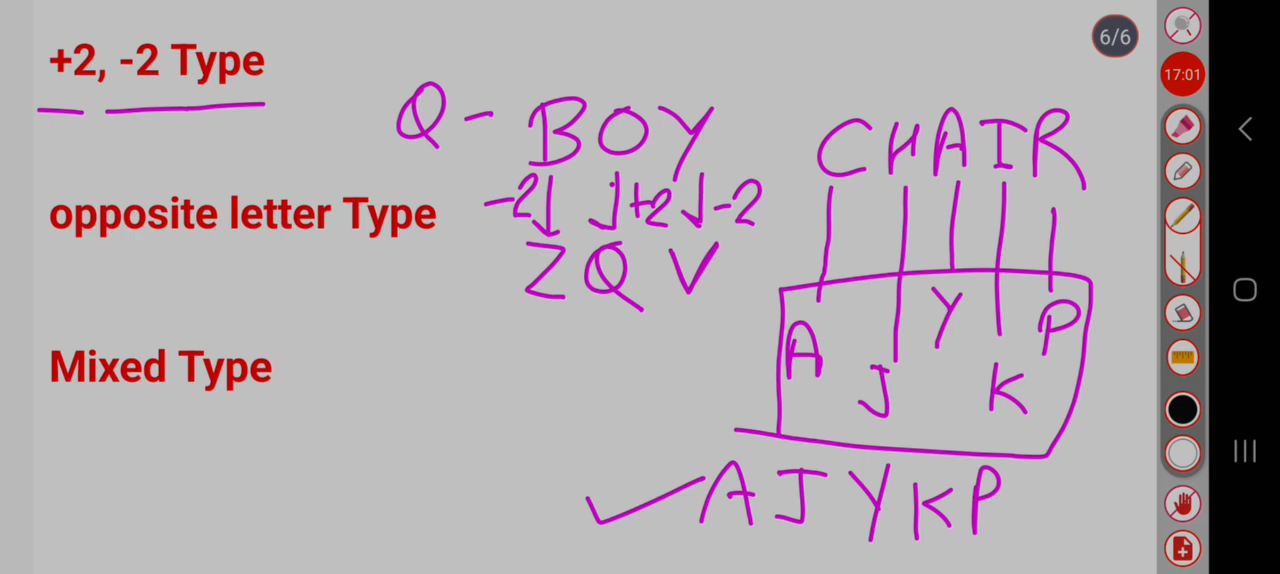 6/6
+2, -2 Type
17:01
Q - BOY
CHAIR
-2 +2 -2
opposite letter Type
ZQV
A J Y K P
Mixed Type
AJYKP